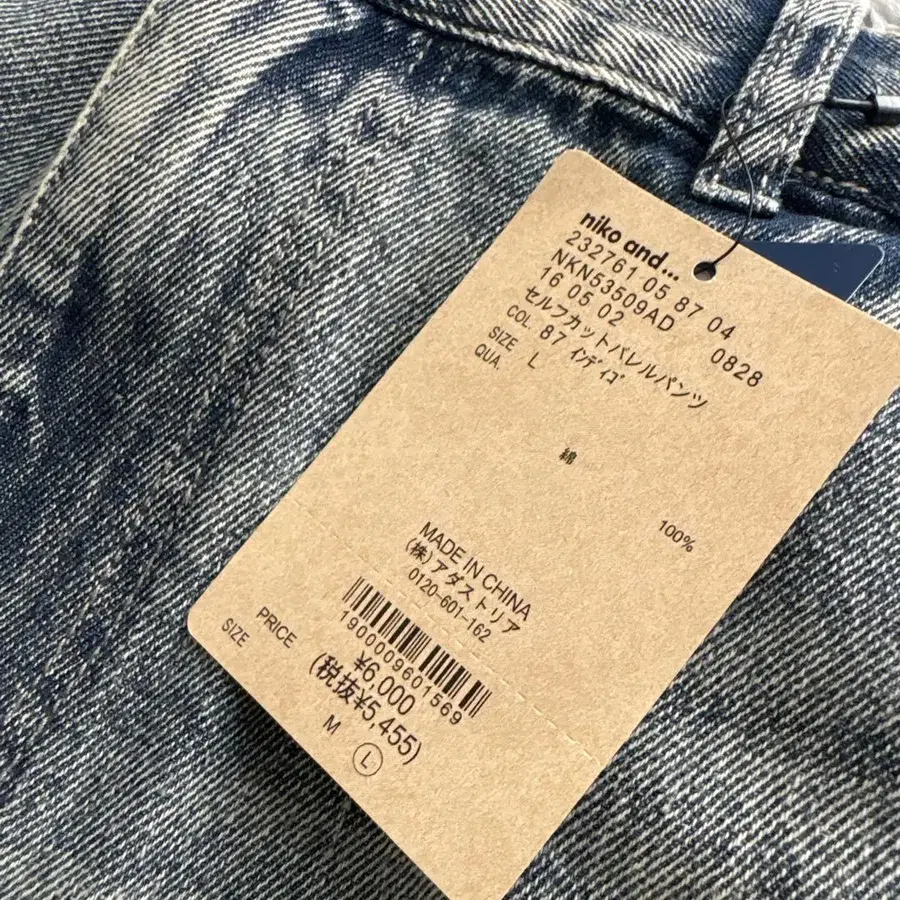 niko and...
232761 05 87 04
NKN53509AD 0828
16 05 02
セルフカットバレルパンツ
COL. 87 ｲﾝﾃﾞｨｺﾞ
SIZE L
QUA.
綿 100%
MADE IN CHINA
(株)アダストリア
0120-601-162
1900009601569
PRICE ¥6,000
(税抜¥5,455)
SIZE M L